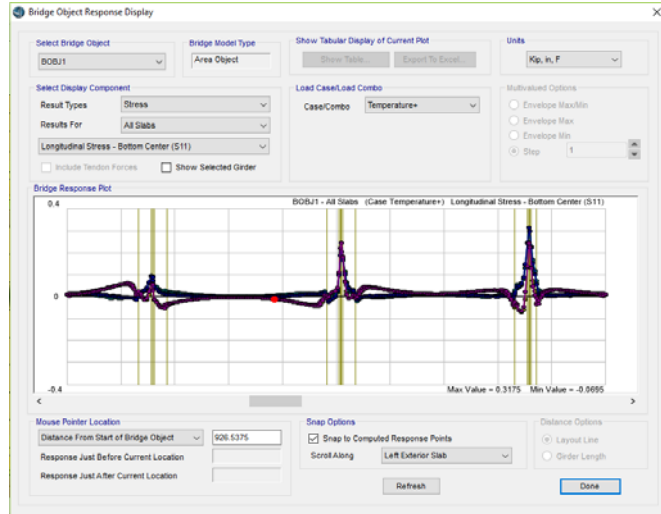 Bridge Object Response Display
Select Bridge Object
BOBJ1
Bridge Model Type
Area Object
Show Tabular Display of Current Plot
Show Table...
Export To Excel...
Units
Kip, in, F
Select Display Component
Result Types
Stress
Results For
All Slabs
Longitudinal Stress - Bottom Center (S11)
Include Tendon Forces
Show Selected Girder
Load Case/Load Combo
Case/Combo
Temperature+
Multivalued Options
Envelope Max/Min
Envelope Max
Envelope Min
Step
1
Bridge Response Plot
0.4
BOBJ1 - All Slabs (Case Temperature+) Longitudinal Stress - Bottom Center (S11)
0
-0.4
Max Value = 0.3175 Min Value = -0.0695
Mouse Pointer Location
Distance From Start of Bridge Object
926.5375
Response Just Before Current Location
Response Just After Current Location
Snap Options
Snap to Computed Response Points
Scroll Along
Left Exterior Slab
Distance Options
Layout Line
Girder Length
Refresh
Done